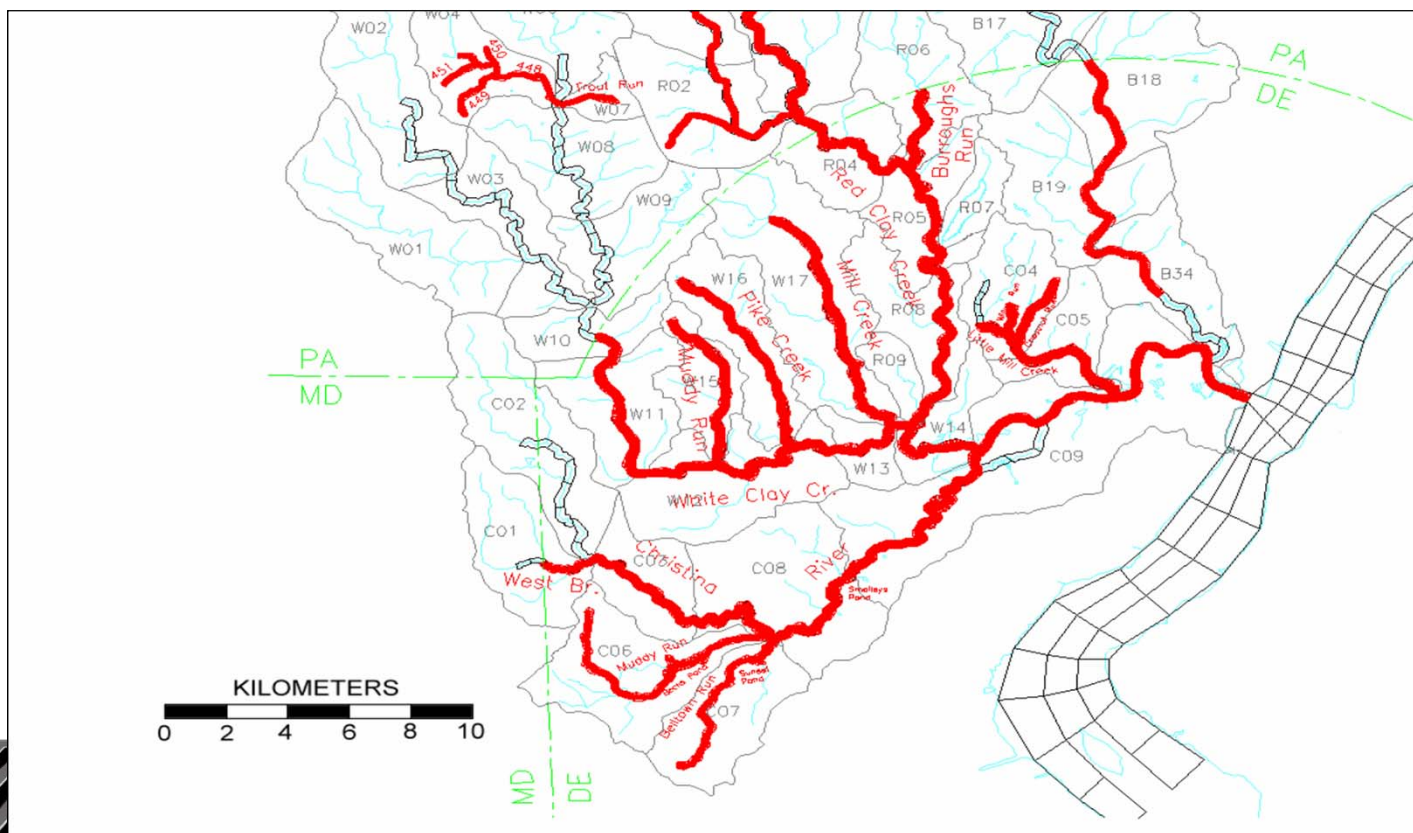 W02
W04
R06
B17
PA
DE
B18
450
451
448
449
Trout Run
W07
R02
W08
R04
Burroughs
Run
B19
W03
W09
Red Clay Creek
R05
R07
W01
W16
W17
C04
B34
Pike Creek
Mill Creek
R08
C05
Little Mill Creek
W10
PA
MD
R09
Muddy Run
W15
C02
W11
W14
C09
W13
White Clay Cr.
C01
Christina
River
C08
West Br.
Smalleys
Pond
C06
Muddy Run
Sunset
Pond
Belltown Run
C07
KILOMETERS
0 2 4 6 8 10
MD
DE